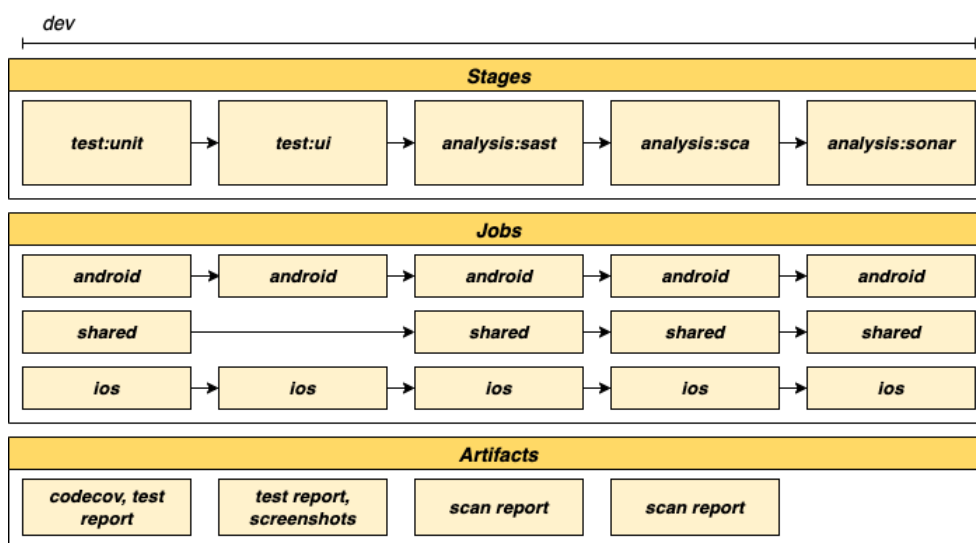 dev
Stages
test:unit
test:ui
analysis:sast
analysis:sca
analysis:sonar
Jobs
android
android
android
android
android
shared
shared
shared
shared
ios
ios
ios
ios
ios
Artifacts
codecov, test
report
test report,
screenshots
scan report
scan report